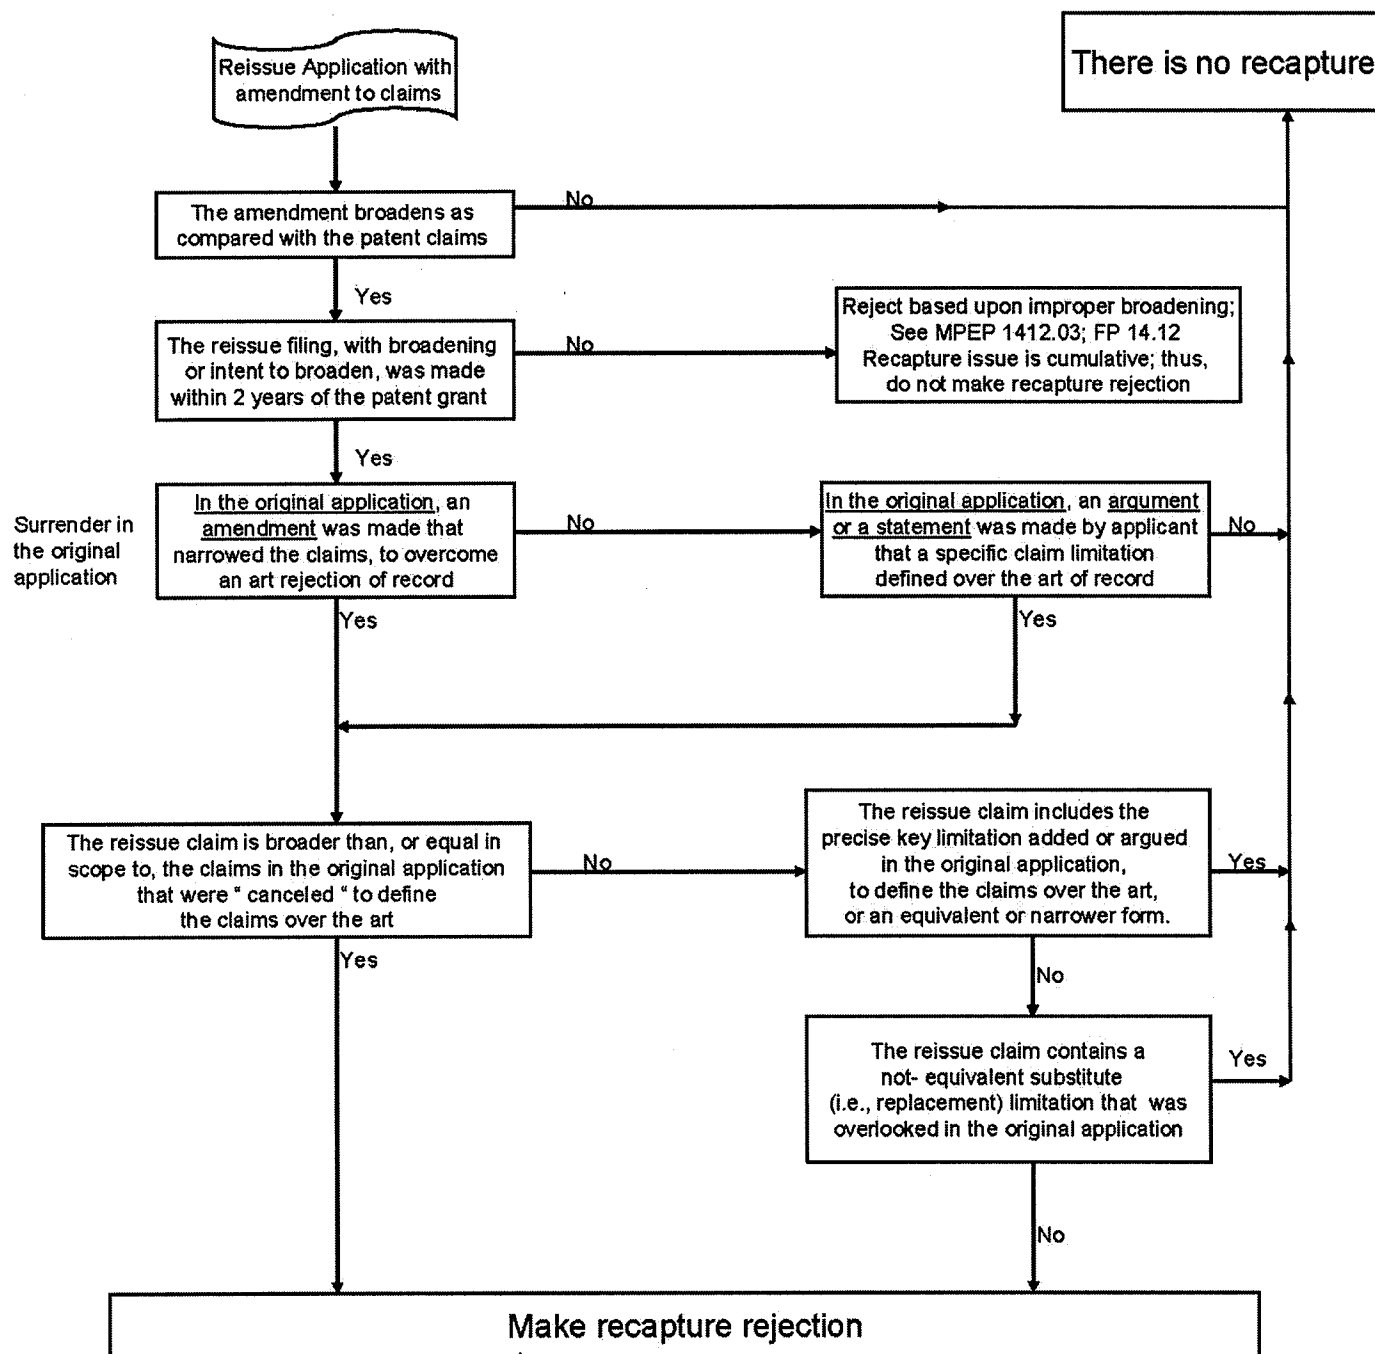 There is no recapture
Reissue Application with
amendment to claims
No
The amendment broadens as
compared with the patent claims
Yes
Reject based upon improper broadening;
See MPEP 1412.03; FP 14.12
Recapture issue is cumulative; thus,
do not make recapture rejection
No
The reissue filing, with broadening
or intent to broaden, was made
within 2 years of the patent grant
Yes
Surrender in
the original
application
In the original application, an
amendment was made that
narrowed the claims, to overcome
an art rejection of record
No
In the original application, an argument
or a statement was made by applicant
that a specific claim limitation
defined over the art of record
No
Yes
Yes
The reissue claim is broader than, or equal in
scope to, the claims in the original application
that were " canceled " to define
the claims over the art
No
The reissue claim includes the
precise key limitation added or argued
in the original application,
to define the claims over the art,
or an equivalent or narrower form.
Yes
Yes
No
The reissue claim contains a
not- equivalent substitute
(i.e., replacement) limitation that was
overlooked in the original application
Yes
No
Make recapture rejection